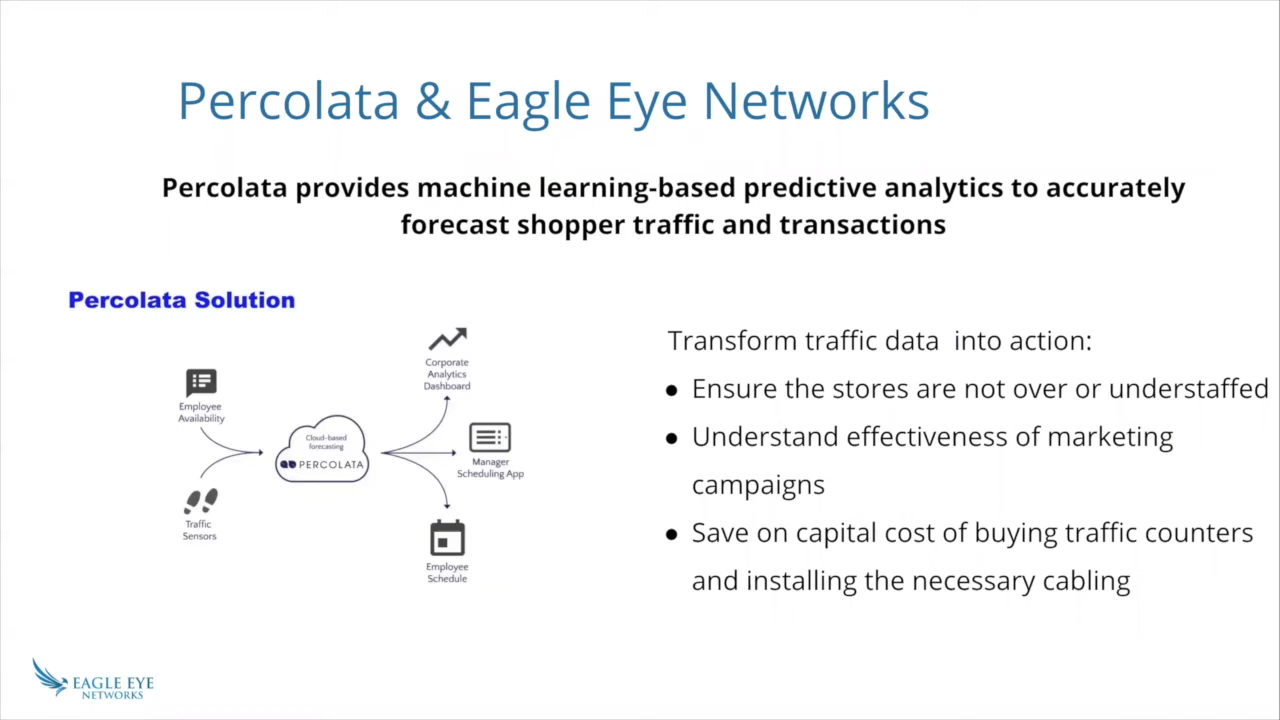 Percolata & Eagle Eye Networks
Percolata provides machine learning-based predictive analytics to accurately
forecast shopper traffic and transactions
Percolata Solution
Employee
Availability
Traffic
Sensors
Cloud-based
forecasting
PERCOLATA
Corporate
Analytics
Dashboard
Manager
Scheduling App
Employee
Schedule
Transform traffic data  into action:
● Ensure the stores are not over or understaffed
● Understand effectiveness of marketing
campaigns
● Save on capital cost of buying traffic counters
and installing the necessary cabling
EAGLE EYE
NETWORKS